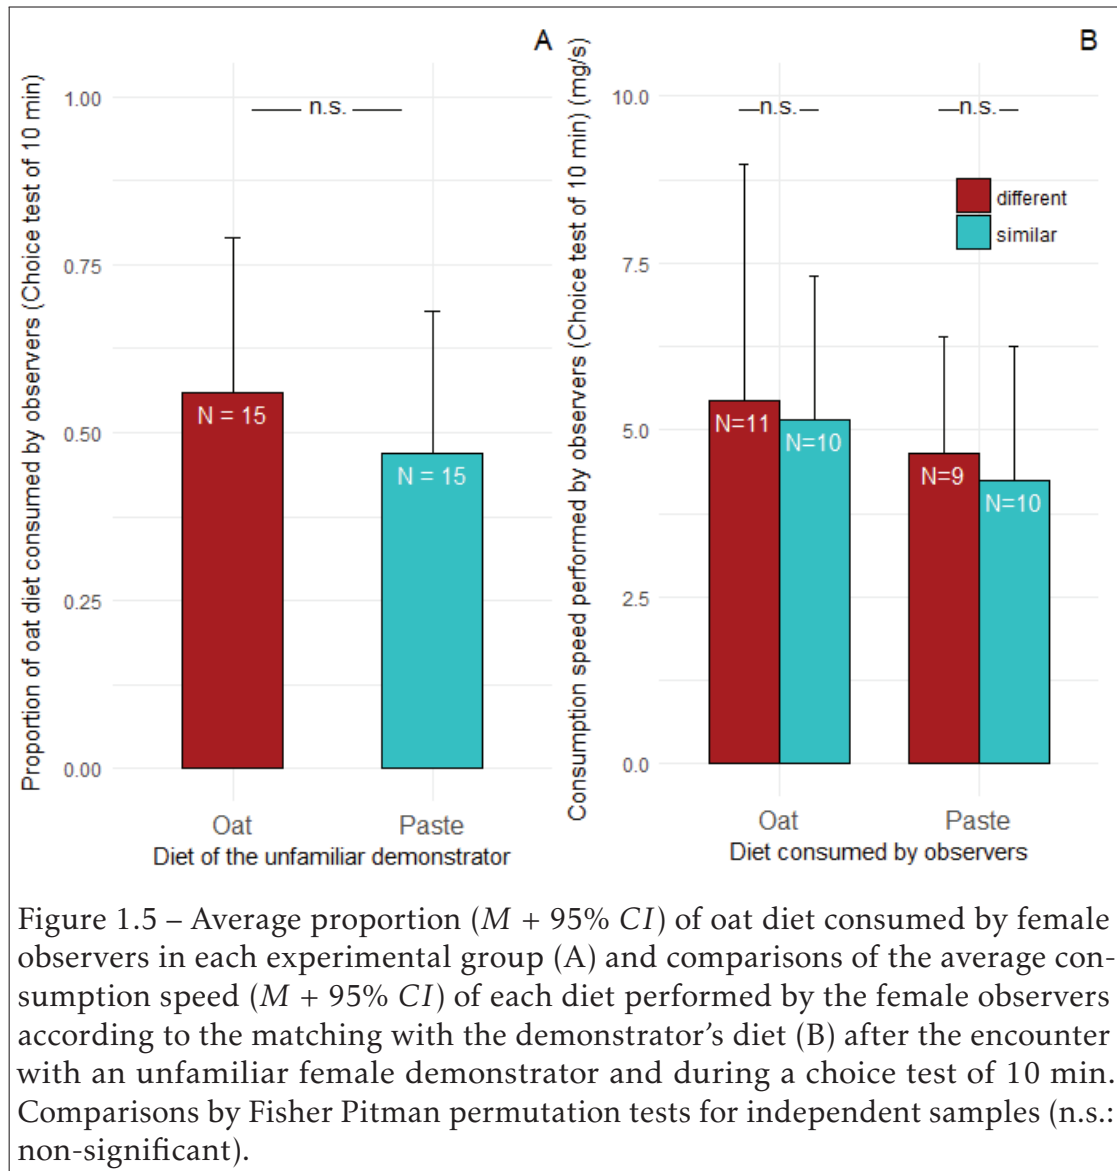 A
Proportion of oat diet consumed by observers (Choice test of 10 min)
1.00
0.75
0.50
0.25
0.00
n.s.
N = 15
N = 15
Oat
Paste
Diet of the unfamiliar demonstrator
B
Consumption speed performed by observers (Choice test of 10 min) (mg/s)
10.0
7.5
5.0
2.5
0.0
n.s.
n.s.
different
similar
N=11
N=10
N=9
N=10
Oat
Paste
Diet consumed by observers
Figure 1.5 – Average proportion (M + 95% CI) of oat diet consumed by female
observers in each experimental group (A) and comparisons of the average con-
sumption speed (M + 95% CI) of each diet performed by the female observers
according to the matching with the demonstrator’s diet (B) after the encounter
with an unfamiliar female demonstrator and during a choice test of 10 min.
Comparisons by Fisher Pitman permutation tests for independent samples (n.s.:
non-significant).